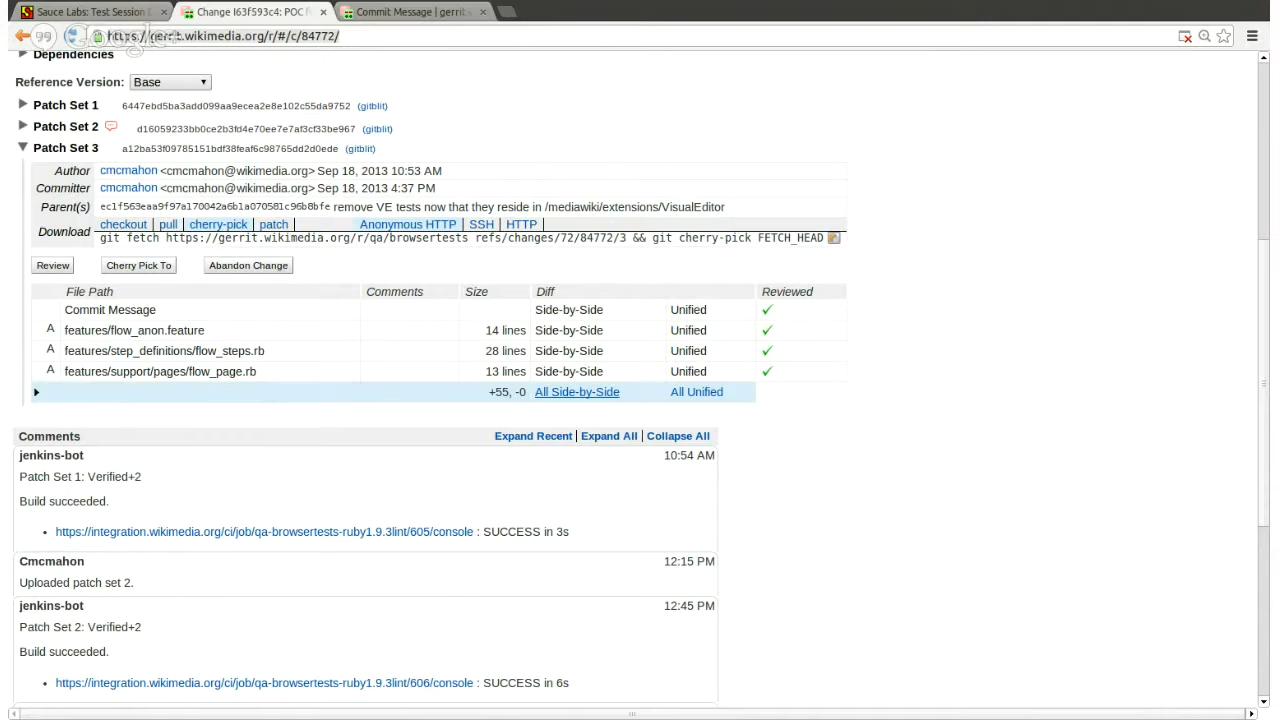 Sauce Labs: Test Session
Change I63f593c4: POC f
Commit Message | gerrit.w
https://gerrit.wikimedia.org/r/#/c/84772/
Dependencies
Reference Version: Base
Patch Set 1 6447ebd5ba3add099aa9ecea2e8e102c55da9752 (gitblit)
Patch Set 2 d16059233bb0ce2b3fd4e70ee7e7af3cf33be967 (gitblit)
Patch Set 3 a12ba53f09785151bdf38feaf6c98765dd2d0ede (gitblit)
Author cmcmahon <cmcmahon@wikimedia.org> Sep 18, 2013 10:53 AM
Committer cmcmahon <cmcmahon@wikimedia.org> Sep 18, 2013 4:37 PM
Parent(s) ec1f563eaa9f97a170042a6b1a070581c96b8bfe remove VE tests now that they reside in /mediawiki/extensions/VisualEditor
Download checkout | pull | cherry-pick | patch Anonymous HTTP | SSH | HTTP |
git fetch https://gerrit.wikimedia.org/r/qa/browsertests refs/changes/72/84772/3 && git cherry-pick FETCH_HEAD
Review Cherry Pick To Abandon Change
File Path Comments Size Diff Reviewed
Commit Message Side-by-Side Unified
A features/flow_anon.feature 14 lines Side-by-Side Unified
A features/step_definitions/flow_steps.rb 28 lines Side-by-Side Unified
A features/support/pages/flow_page.rb 13 lines Side-by-Side Unified
+55, -0 All Side-by-Side All Unified
Comments Expand Recent | Expand All | Collapse All
jenkins-bot 10:54 AM
Patch Set 1: Verified+2
Build succeeded.
• https://integration.wikimedia.org/ci/job/qa-browsertests-ruby1.9.3lint/605/console : SUCCESS in 3s
Cmcmahon 12:15 PM
Uploaded patch set 2.
jenkins-bot 12:45 PM
Patch Set 2: Verified+2
Build succeeded.
• https://integration.wikimedia.org/ci/job/qa-browsertests-ruby1.9.3lint/606/console : SUCCESS in 6s